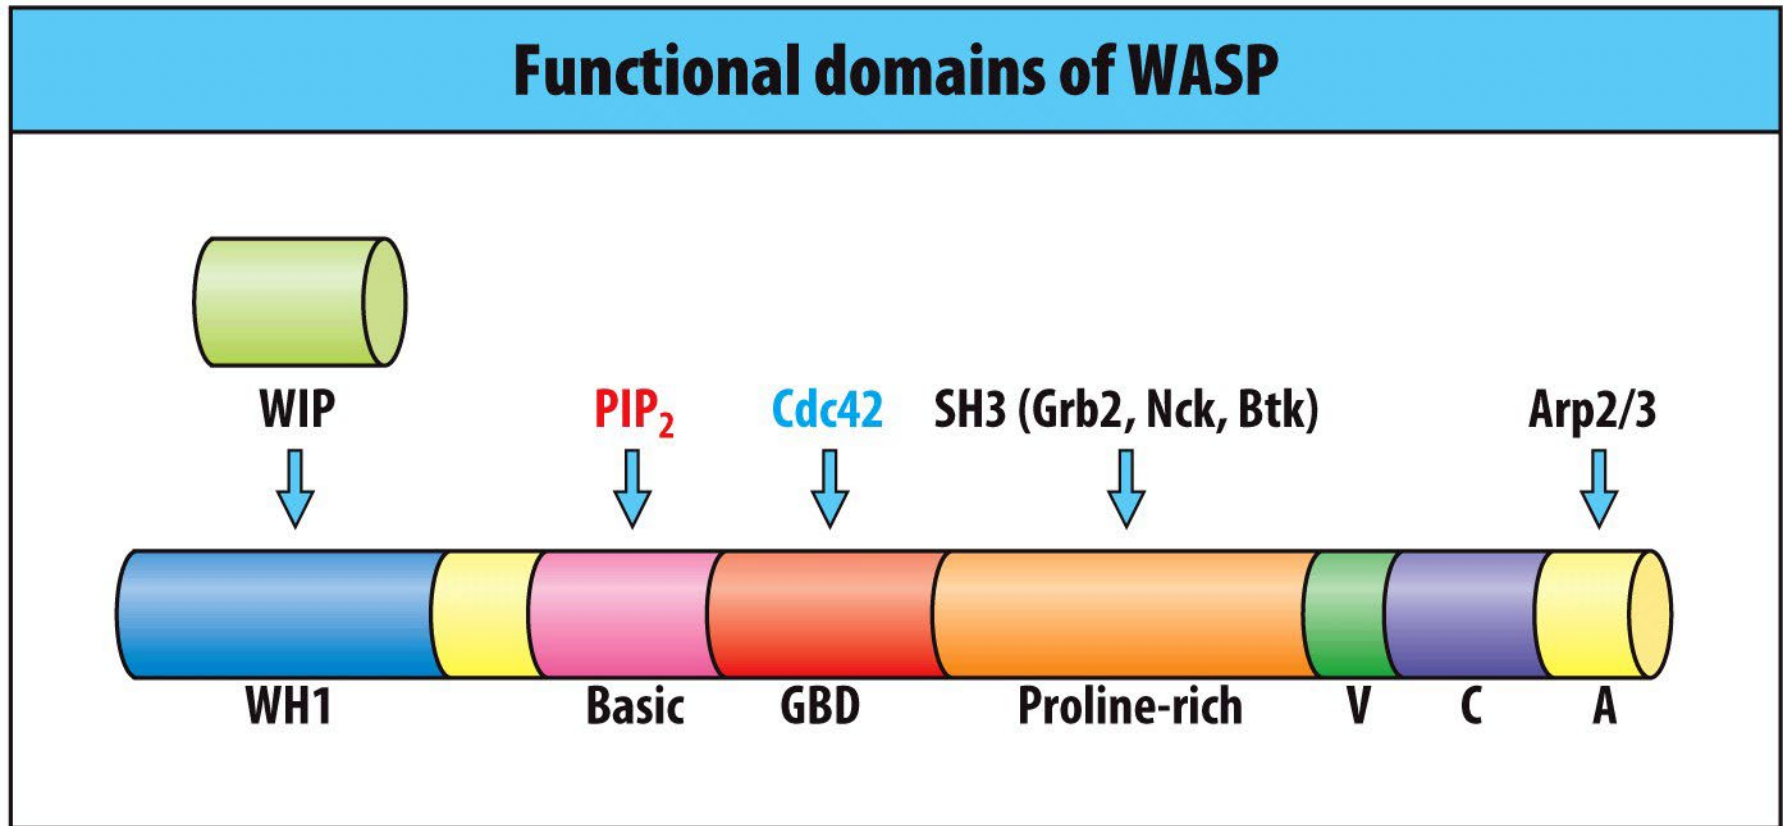 Functional domains of WASP
WIP PIP₂ Cdc42 SH3 (Grb2, Nck, Btk) Arp2/3
WH1 Basic GBD Proline-rich V C A